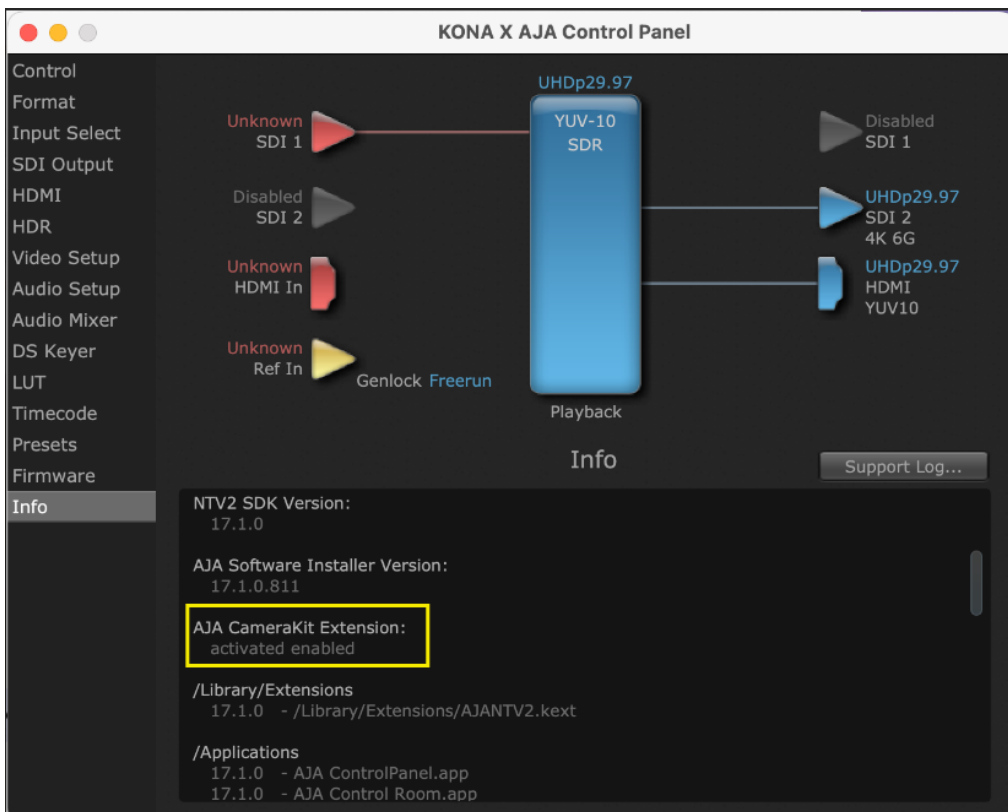 KONA X AJA Control Panel
Control
Format
Input Select
SDI Output
HDMI
HDR
Video Setup
Audio Setup
Audio Mixer
DS Keyer
LUT
Timecode
Presets
Firmware
Info
UHDp29.97
YUV-10
SDR
Unknown
SDI 1
Disabled
SDI 2
Unknown
HDMI In
Unknown
Ref In
Genlock Freerun
Disabled
SDI 1
UHDp29.97
SDI 2
4K 6G
UHDp29.97
HDMI
YUV10
Playback
Info
Support Log...
NTV2 SDK Version:
17.1.0
AJA Software Installer Version:
17.1.0.811
AJA CameraKit Extension:
activated enabled
/Library/Extensions
17.1.0 - /Library/Extensions/AJANTV2.kext
/Applications
17.1.0 - AJA ControlPanel.app
17.1.0 - AJA Control Room.app